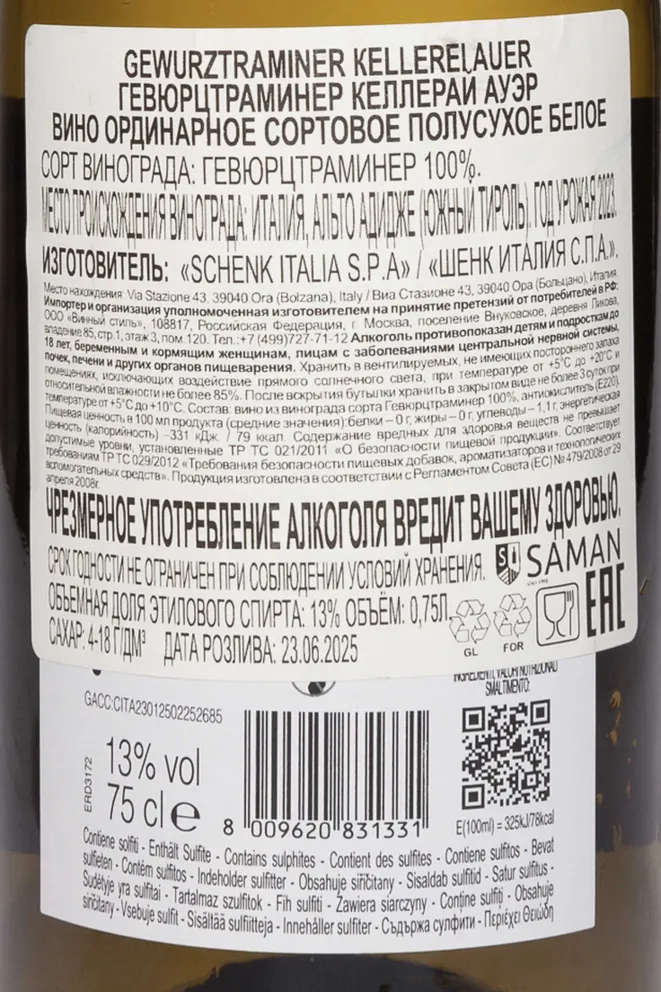 GEWURZTRAMINER KELLEREI AUER
ГЕВЮРЦТРАМИНЕР КЕЛЛЕРАЙ АУЭР
ВИНО ОРДИНАРНОЕ СОРТОВОЕ ПОЛУСУХОЕ БЕЛОЕ
СОРТ ВИНОГРАДА: ГЕВЮРЦТРАМИНЕР 100%.
МЕСТО ПРОИСХОЖДЕНИЯ ВИНОГРАДА: ИТАЛИЯ, АЛЬТО АДИДЖЕ (ЮЖНЫЙ ТИРОЛЬ). ГОД УРОЖАЯ 2023.
ИЗГОТОВИТЕЛЬ: «SCHENK ITALIA S.P.A» / «ШЕНК ИТАЛИЯ С.П.А.».
Место нахождения: Via Stazione 43, 39040 Ora (Bolzana), Italy / Виа Стазионе 43, 39040 Ора (Больцано), Италия.
Импортер и организация уполномоченная изготовителем на принятие претензий от потребителей в РФ:
ООО «Винный стиль», 108817, Российская Федерация, г. Москва, поселение Внуковское, деревня Ликова,
владение 85, стр.1, этаж 3, пом. 120. Тел.:+7 (499)727-71-12 Алкоголь противопоказан детям и подросткам до
18 лет, беременным и кормящим женщинам, лицам с заболеваниями центральной нервной системы,
почек, печени и других органов пищеварения. Хранить в вентилируемых, не имеющих постороннего запаха
помещениях, исключающих воздействие прямого солнечного света, при температуре от +5°C до +20°C и
относительной влажности не более 85%. После вскрытия бутылки хранить в закрытом виде не более 3 суток при
температуре от +5°C до +10°C. Состав: вино из винограда сорта Гевюрцтраминер 100%, антиокислитель (E220).
Пищевая ценность в 100 мл продукта (средние значения):белки – 0 г, жиры – 0 г, углеводы – 1,1 г, энергетическая
ценность (калорийность) -331 кДж. / 79 ккал. Содержание вредных для здоровья веществ не превышает
допустимые уровни, установленные ТР ТС 021/2011 «О безопасности пищевой продукции». Соответствует
требованиям ТР ТС 029/2012 «Требования безопасности пищевых добавок, ароматизаторов и технологических
вспомогательных средств». Продукция изготовлена в соответствии с Регламентом Совета (ЕС) № 479/2008 от 29
апреля 2008г.
ЧРЕЗМЕРНОЕ УПОТРЕБЛЕНИЕ АЛКОГОЛЯ ВРЕДИТ ВАШЕМУ ЗДОРОВЬЮ.
СРОК ГОДНОСТИ НЕ ОГРАНИЧЕН ПРИ СОБЛЮДЕНИИ УСЛОВИЙ ХРАНЕНИЯ.
S SAMAN
ОБЪЕМНАЯ ДОЛЯ ЭТИЛОВОГО СПИРТА: 13% ОБЪЁМ: 0,75Л.
САХАР: 4-18 Г/ДМ³ ДАТА РОЗЛИВА: 23.06.2025
GL FOR EAC
INGREDIENTI, VALORI NUTRIZIONALI
SMALTIMENTO:
GACC:CITA23012502252685
ERD3172
13% vol
75 cl e
8 009620 831331
E(100ml) = 325kJ/78kcal
Contiene solfiti - Enthält Sulfite - Contains sulphites - Contient des sulfites - Contiene sulfitos - Bevat
sulfieten - Contém sulfitos - Indeholder sulfitter - Obsahuje siřičitany - Sisaldab sulfitid - Satur sulfitus -
Sudėtyje yra sulfitai - Tartalmaz szulfitok - Fih sulfiti - Zawiera siarczyny - Conține sulfiți - Obsahuje
siričitany - Vsebuje sulfit - Sisältää sulfiitteja - Innehåller sulfiter - Съдържа сулфити - Περιέχει Θειώδη